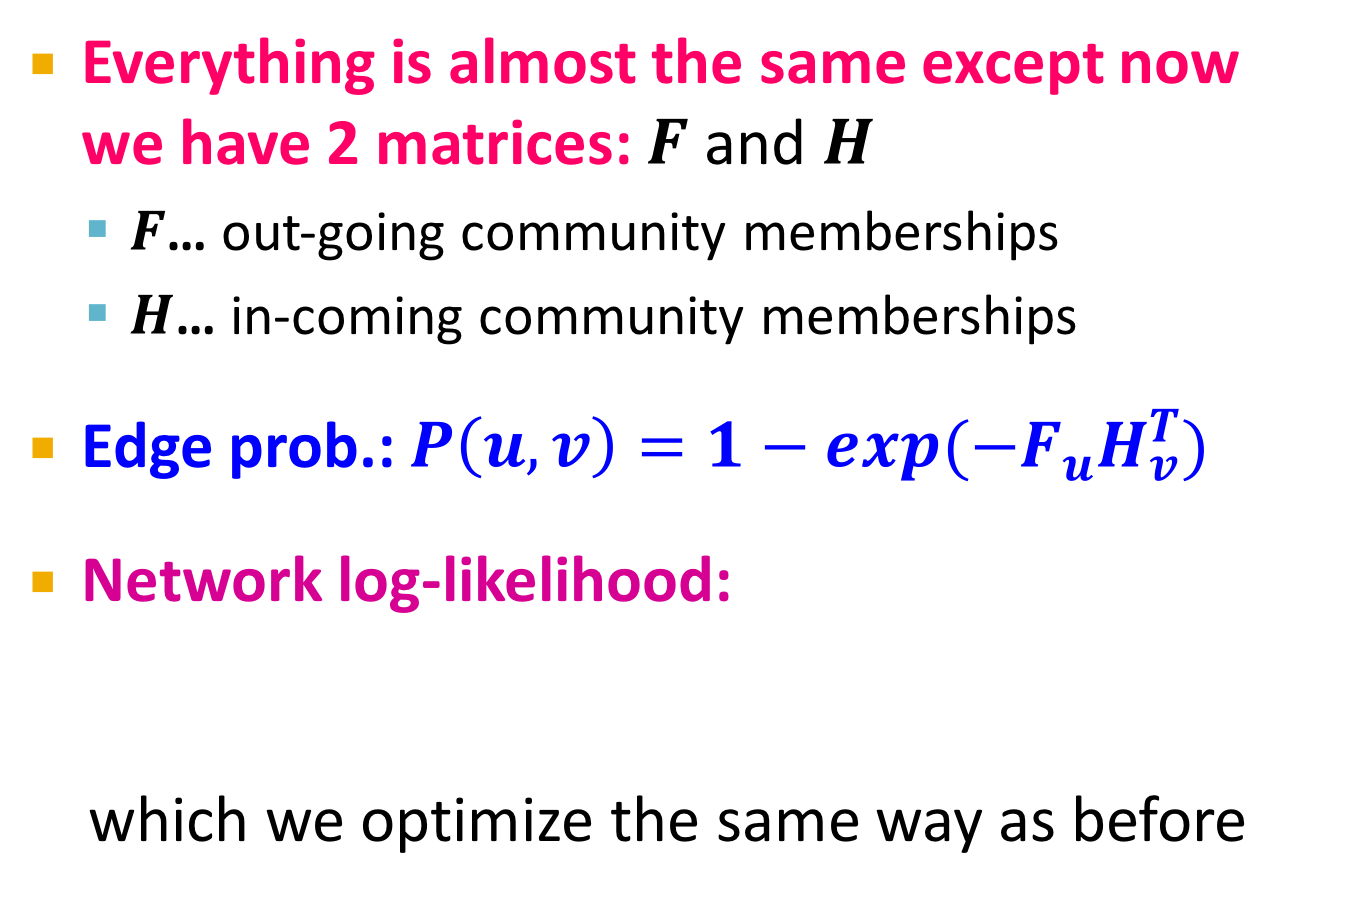 Everything is almost the same except now
we have 2 matrices: F and H
F… out-going community memberships
H… in-coming community memberships
Edge prob.: P(u, v) = 1 − exp(−F_u H_v^T)
Network log-likelihood:
which we optimize the same way as before